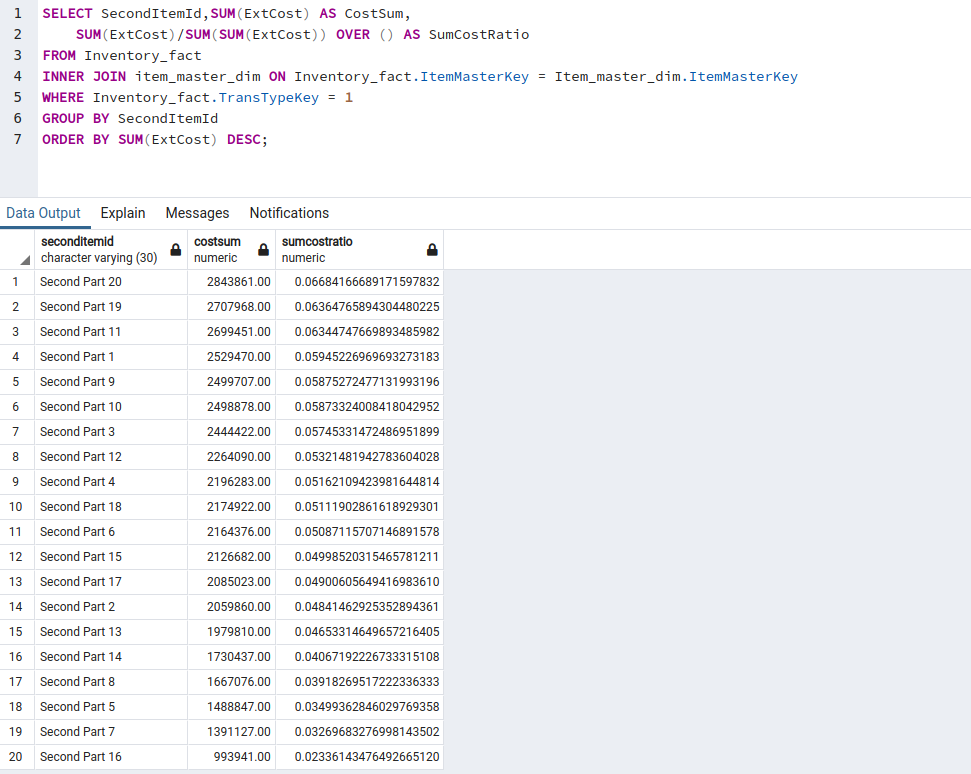 1 SELECT SecondItemId,SUM(ExtCost) AS CostSum,
2 SUM(ExtCost)/SUM(SUM(ExtCost)) OVER () AS SumCostRatio
3 FROM Inventory_fact
4 INNER JOIN item_master_dim ON Inventory_fact.ItemMasterKey = Item_master_dim.ItemMasterKey
5 WHERE Inventory_fact.TransTypeKey = 1
6 GROUP BY SecondItemId
7 ORDER BY SUM(ExtCost) DESC;
Data Output Explain Messages Notifications
seconditemid costsum sumcostratio
character varying (30) numeric numeric
1 Second Part 20 2843861.00 0.06684166689171597832
2 Second Part 19 2707968.00 0.06364765894304480225
3 Second Part 11 2699451.00 0.06344747669893485982
4 Second Part 1 2529470.00 0.05945226969693273183
5 Second Part 9 2499707.00 0.05875272477131993196
6 Second Part 10 2498878.00 0.05873324008418042952
7 Second Part 3 2444422.00 0.05745331472486951899
8 Second Part 12 2264090.00 0.05321481942783604028
9 Second Part 4 2196283.00 0.05162109423981644814
10 Second Part 18 2174922.00 0.05111902861618929301
11 Second Part 6 2164376.00 0.05087115707146891578
12 Second Part 15 2126682.00 0.04998520315465781211
13 Second Part 17 2085023.00 0.04900605649416983610
14 Second Part 2 2059860.00 0.04841462925352894361
15 Second Part 13 1979810.00 0.04653314649657216405
16 Second Part 14 1730437.00 0.04067192226733315108
17 Second Part 8 1667076.00 0.03918269517222336333
18 Second Part 5 1488847.00 0.03499362846029769358
19 Second Part 7 1391127.00 0.03269683276998143502
20 Second Part 16 993941.00 0.02336143476492665120